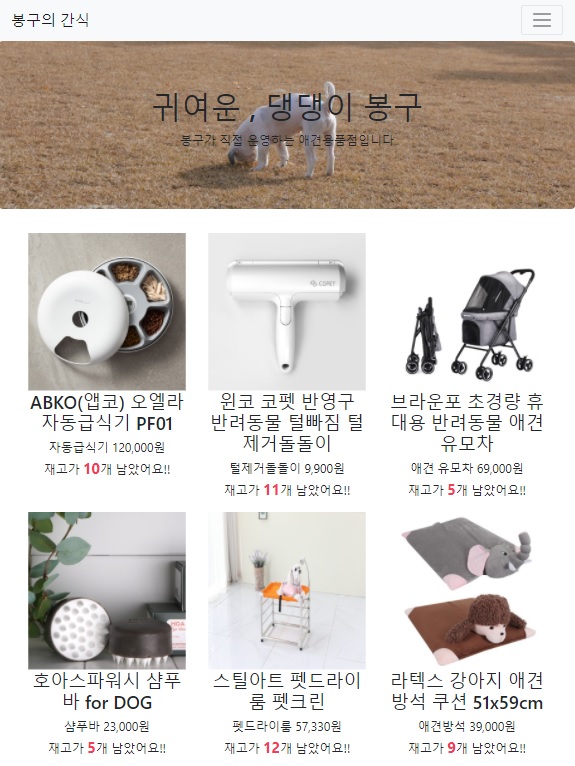 봉구의 간식
귀여운 , 댕댕이 봉구
봉구가 직접 운영하는 애견용품점입니다
COPET
ABKO(앱코) 오엘라
자동급식기 PF01
자동급식기 120,000원
재고가 10개 남았어요!!
윈코 코펫 반영구
반려동물 털빠짐 털
제거돌돌이
털제거돌돌이 9,900원
재고가 11개 남았어요!!
브라운포 초경량 휴
대용 반려동물 애견
유모차
애견 유모차 69,000원
재고가 5개 남았어요!!
호아스파워시 샴푸
바 for DOG
샴푸바 23,000원
재고가 5개 남았어요!!
스틸아트 펫드라이
룸 펫크린
펫드라이룸 57,330원
재고가 12개 남았어요!!
라텍스 강아지 애견
방석 쿠션 51x59cm
애견방석 39,000원
재고가 9개 남았어요!!